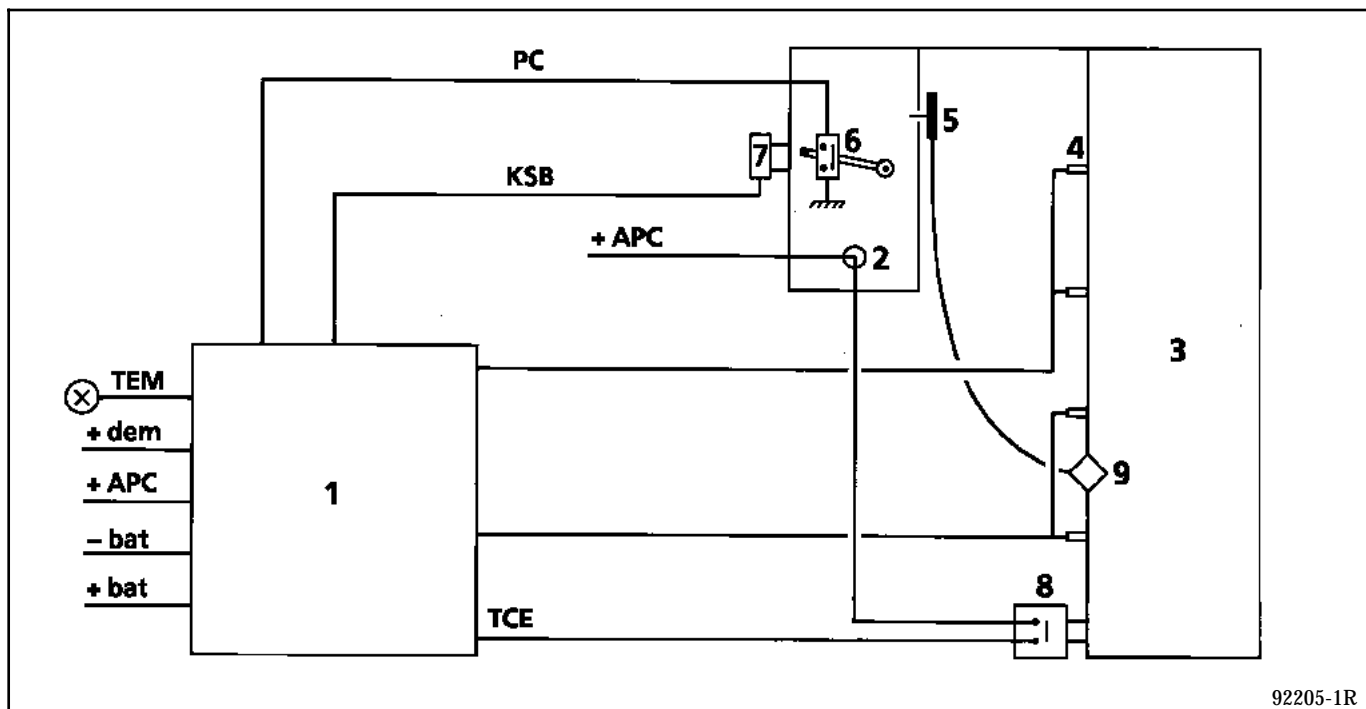 PC
5
6
4
7
KSB
+ APC
2
3
TEM
+ dem
+ APC
1
9
– bat
+ bat
8
TCE
92205-1R